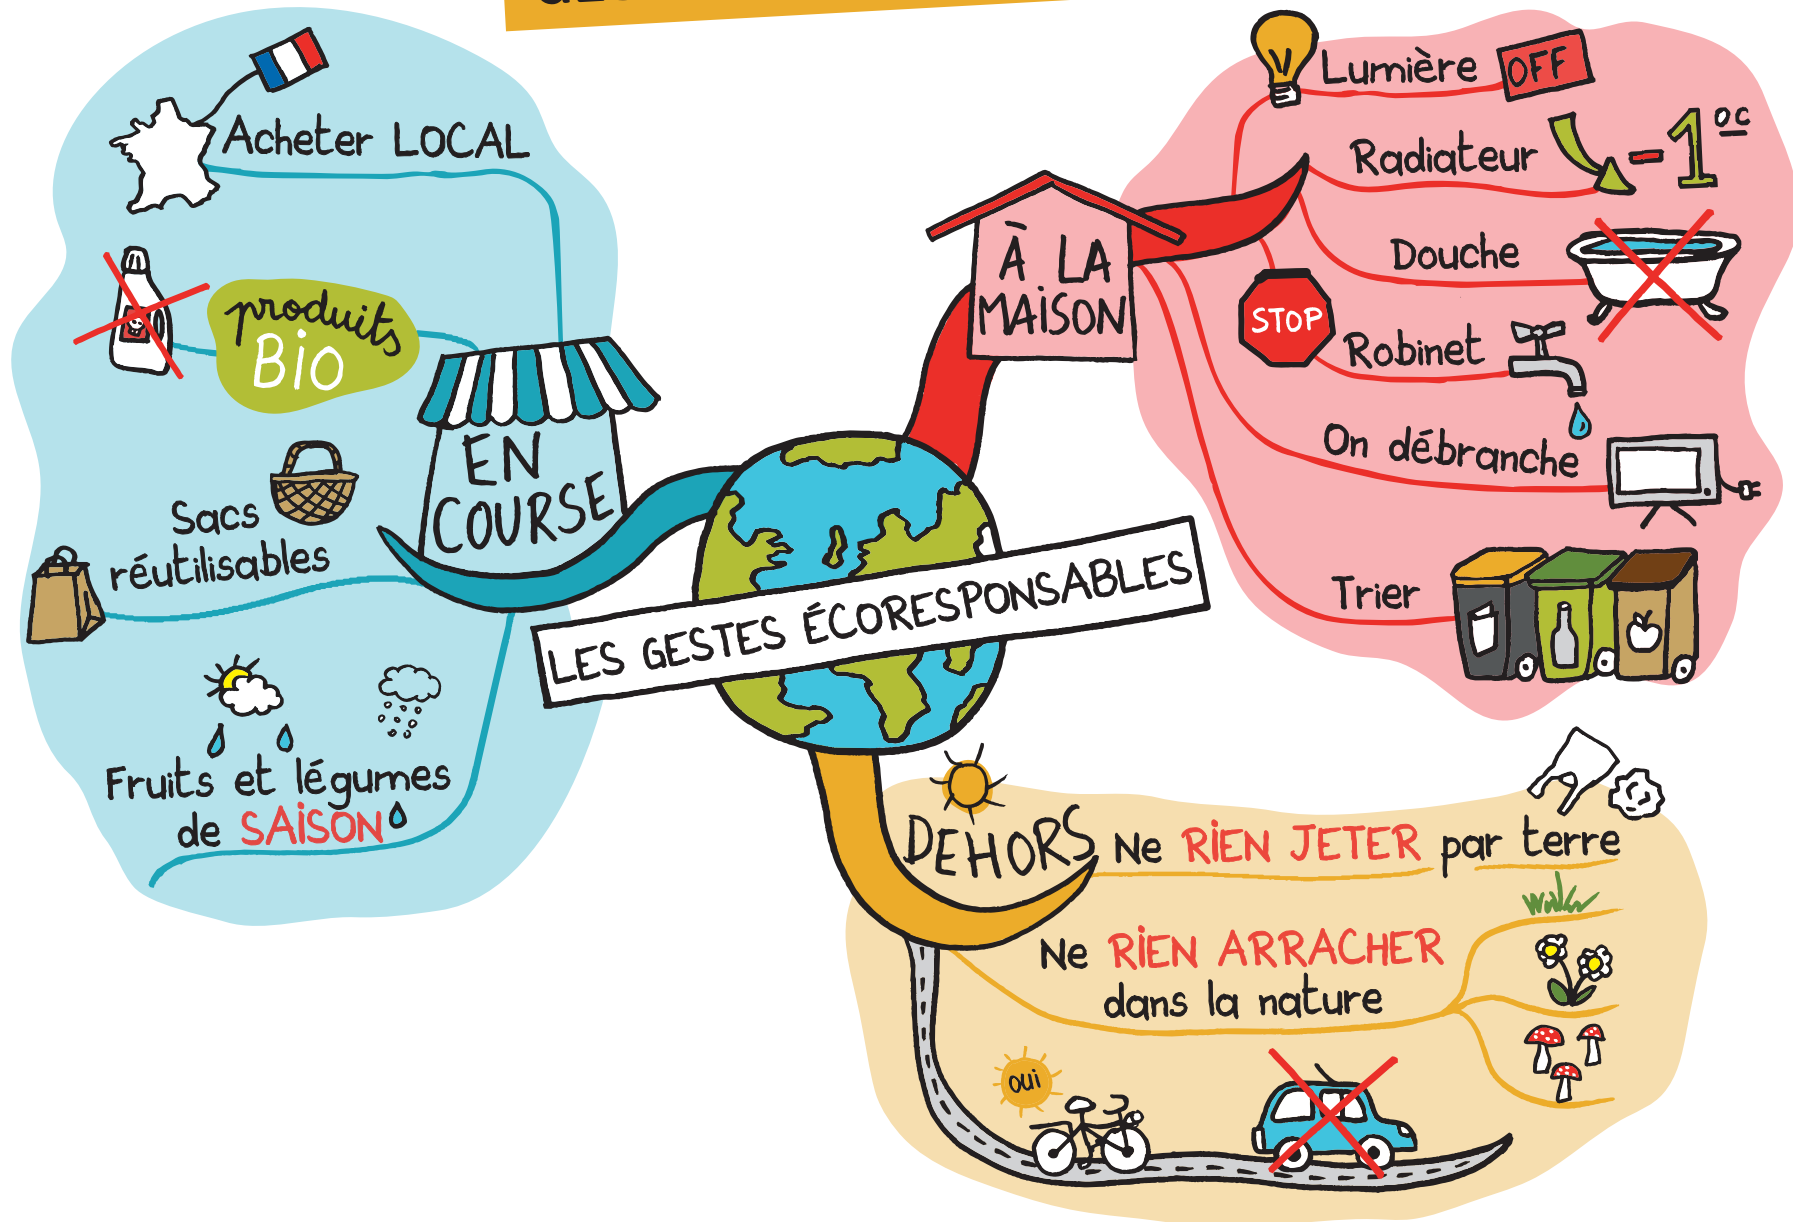 LES GESTES ÉCORESPONSABLES
EN
COURSE
Acheter LOCAL
produits
BiO
Sacs
réutilisables
Fruits et légumes
de SAiSON
À LA
MAiSON
Lumière OFF
Radiateur -1°C
Douche
STOP
Robinet
On débranche
Trier
DEHORS
Ne RiEN JETER par terre
Ne RiEN ARRACHER
dans la nature
oui